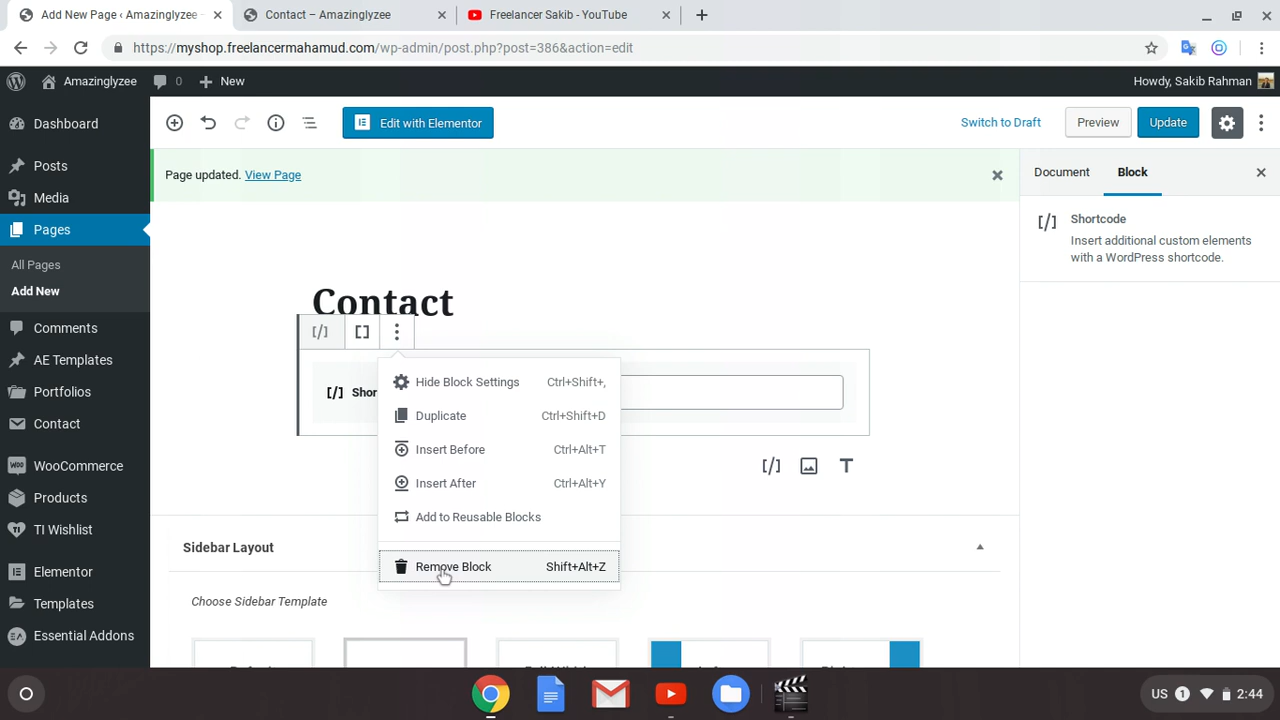 Add New Page ‹ Amazinglyzee –
Contact – Amazinglyzee
Freelancer Sakib - YouTube
https://myshop.freelancermahamud.com/wp-admin/post.php?post=386&action=edit
Amazinglyzee
0
New
Howdy, Sakib Rahman
Dashboard
Posts
Media
Pages
All Pages
Add New
Comments
AE Templates
Portfolios
Contact
WooCommerce
Products
TI Wishlist
Elementor
Templates
Essential Addons
Edit with Elementor
Switch to Draft
Preview
Update
Page updated. View Page
Document
Block
Shortcode
Insert additional custom elements
with a WordPress shortcode.
Contact
[/] Shor
Hide Block Settings Ctrl+Shift+,
Duplicate Ctrl+Shift+D
Insert Before Ctrl+Alt+T
Insert After Ctrl+Alt+Y
Add to Reusable Blocks
Remove Block Shift+Alt+Z
Sidebar Layout
Choose Sidebar Template
US 1 2:44